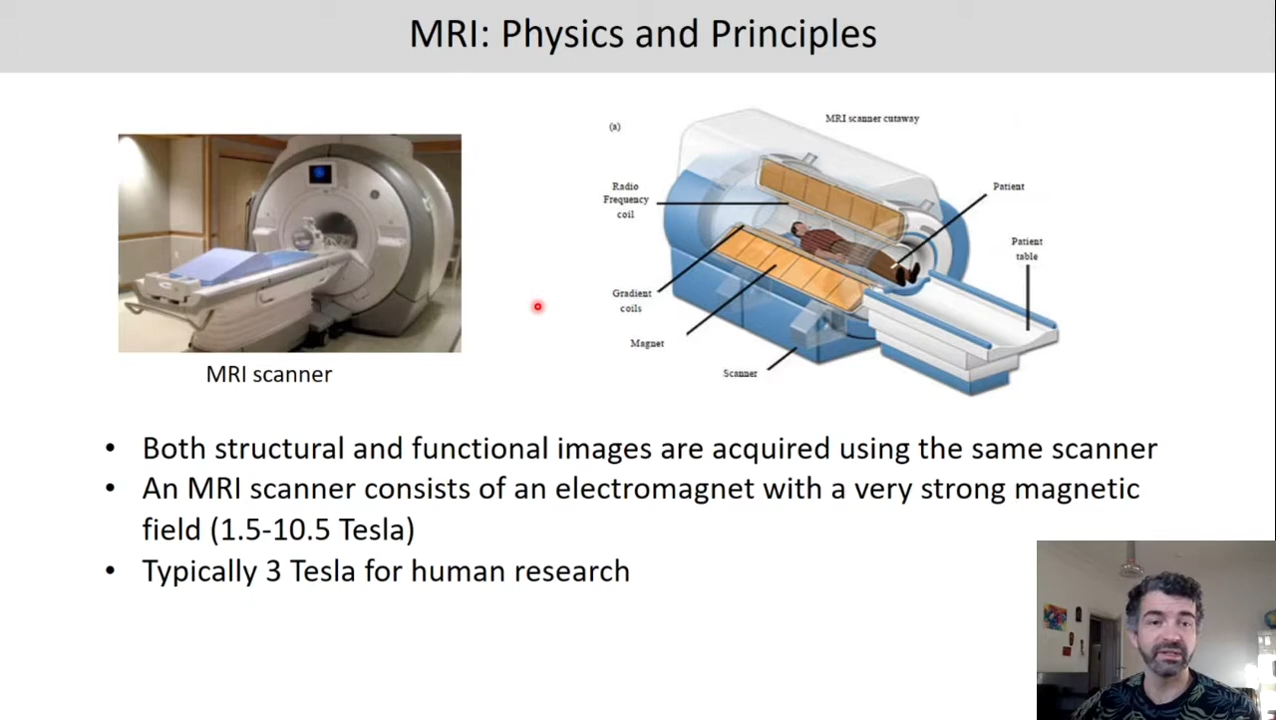 MRI: Physics and Principles
(a)
MRI scanner cutaway
Radio
Frequency
coil
Patient
Patient
table
Gradient
coils
Magnet
Scanner
MRI scanner
• Both structural and functional images are acquired using the same scanner
• An MRI scanner consists of an electromagnet with a very strong magnetic
field (1.5-10.5 Tesla)
• Typically 3 Tesla for human research